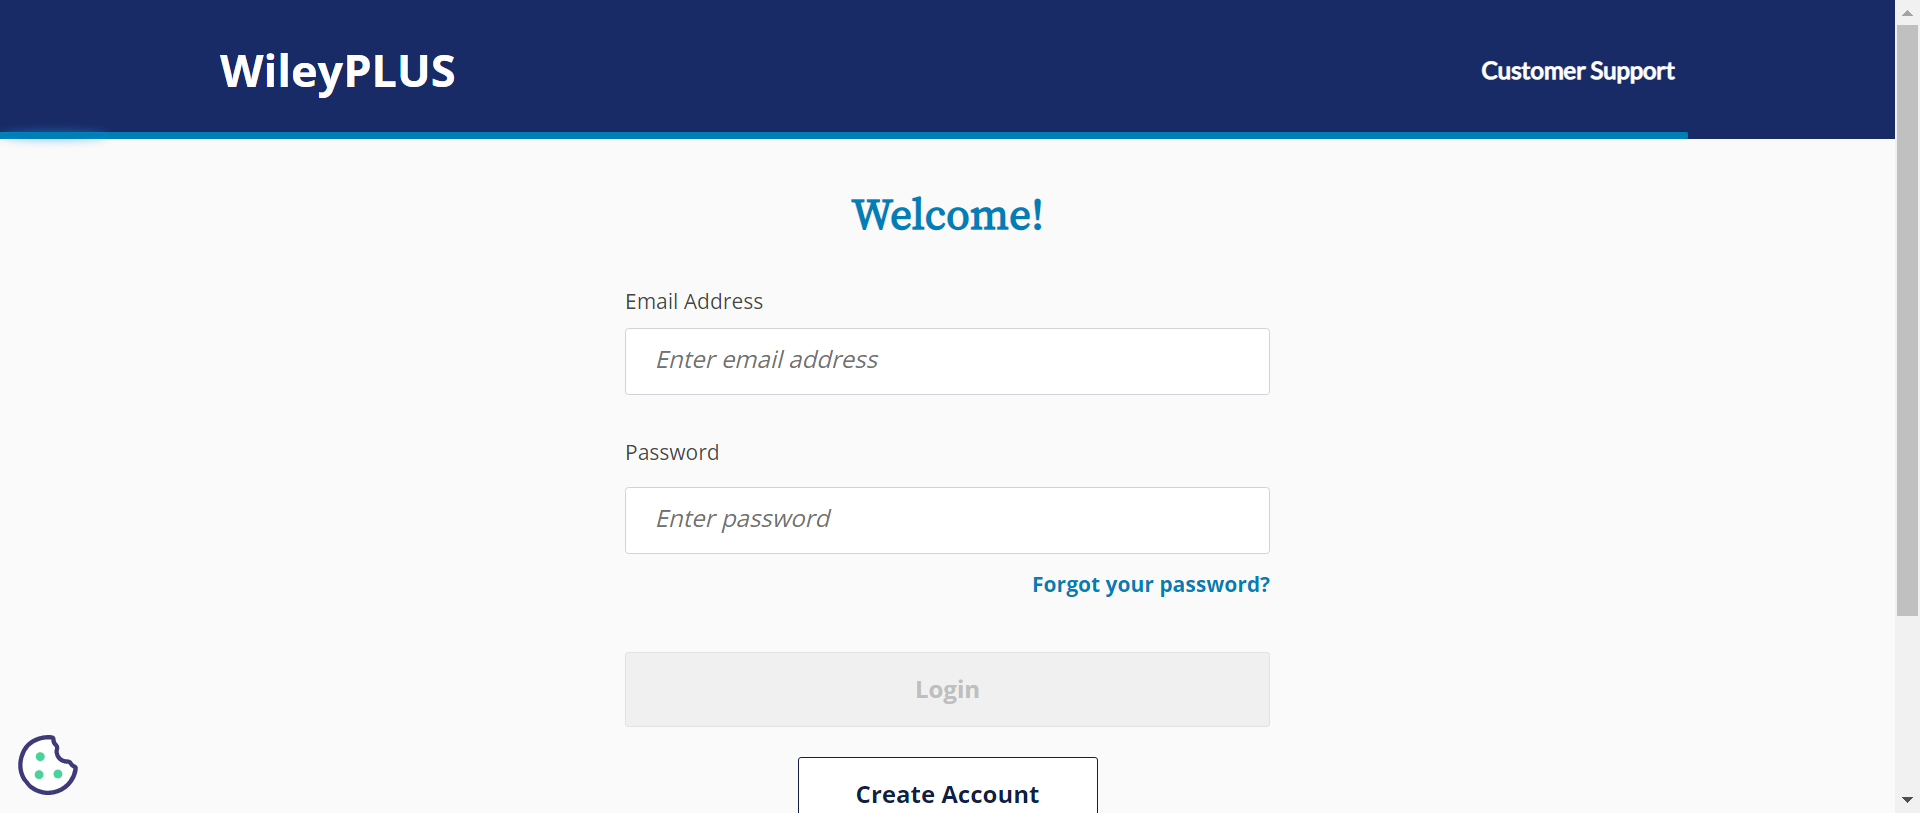 WileyPLUS
Customer Support
Welcome!
Email Address
Enter email address
Password
Enter password
Forgot your password?
Login
Create Account